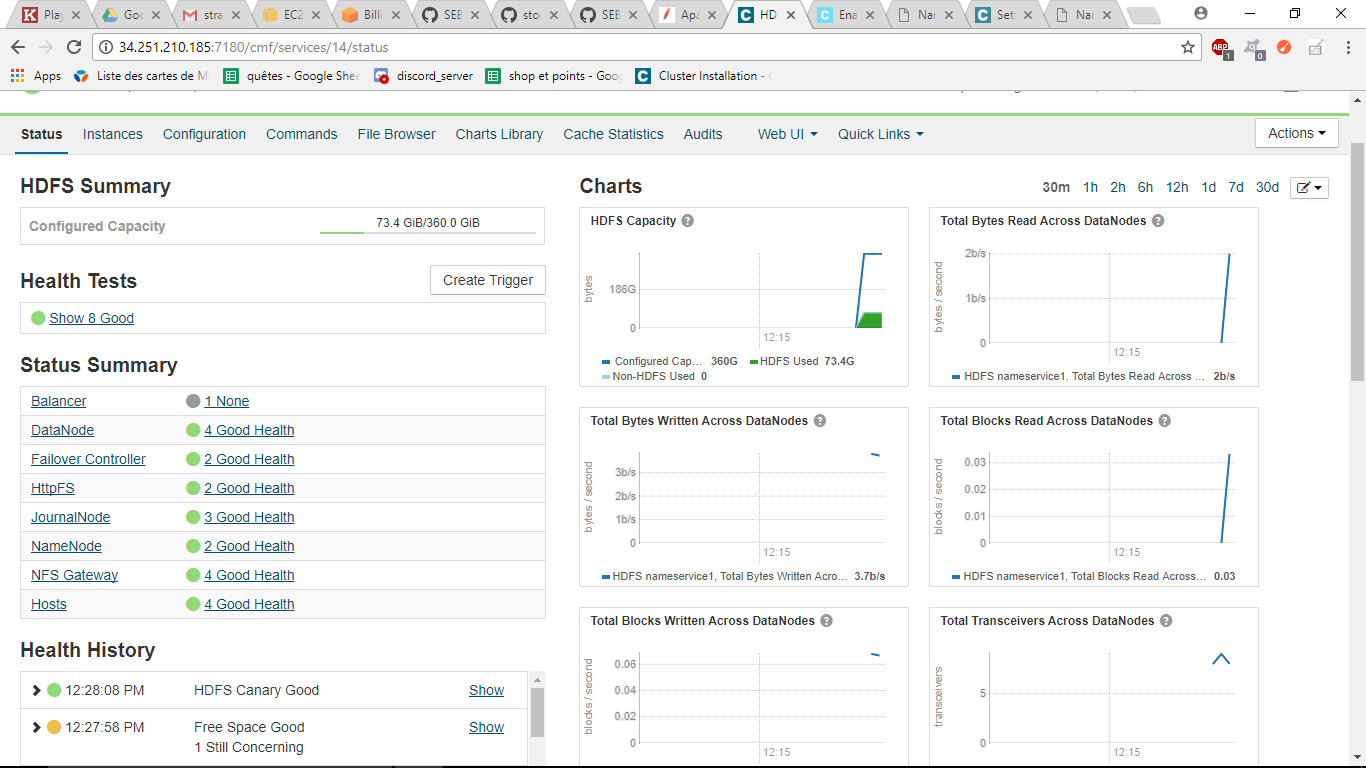 Play
Goo
stra
EC2
Billi
SEB
stor
SEB
Apa
HDI
Ena
Nar
Sett
Nar
34.251.210.185:7180/cmf/services/14/status
ABP
1
0
Apps
Liste des cartes de M
quêtes - Google Shee
discord_server
shop et points - Goog
Cluster Installation -
Status
Instances
Configuration
Commands
File Browser
Charts Library
Cache Statistics
Audits
Web UI
Quick Links
Actions
HDFS Summary
Configured Capacity
73.4 GiB/360.0 GiB
Health Tests
Create Trigger
Show 8 Good
Status Summary
Balancer 1 None
DataNode 4 Good Health
Failover Controller 2 Good Health
HttpFS 2 Good Health
JournalNode 3 Good Health
NameNode 2 Good Health
NFS Gateway 4 Good Health
Hosts 4 Good Health
Health History
12:28:08 PM HDFS Canary Good Show
12:27:58 PM Free Space Good Show
1 Still Concerning
Charts
30m 1h 2h 6h 12h 1d 7d 30d
HDFS Capacity
bytes
186G
0
12:15
Configured Cap... 360G HDFS Used 73.4G
Non-HDFS Used 0
Total Bytes Read Across DataNodes
bytes / second
2b/s
1b/s
0
12:15
HDFS nameservice1, Total Bytes Read Across ... 2b/s
Total Bytes Written Across DataNodes
bytes / second
3b/s
2b/s
1b/s
0
12:15
HDFS nameservice1, Total Bytes Written Acro... 3.7b/s
Total Blocks Read Across DataNodes
blocks / second
0.03
0.02
0.01
0
12:15
HDFS nameservice1, Total Blocks Read Across... 0.03
Total Blocks Written Across DataNodes
blocks / second
0.06
0.04
0.02
0
12:15
Total Transceivers Across DataNodes
transceivers
5
0
12:15